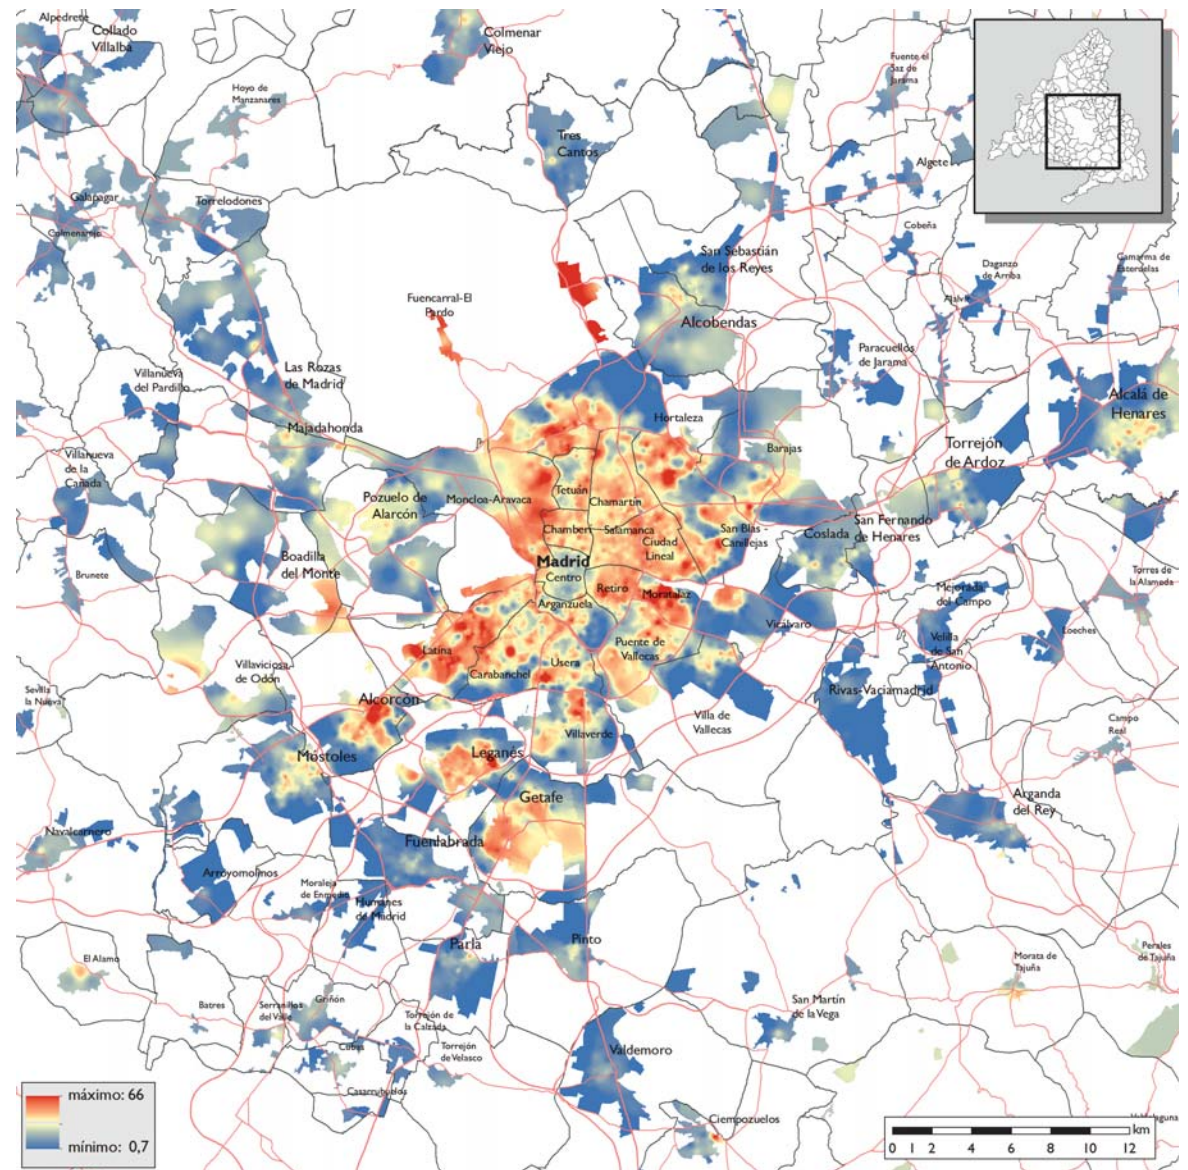 Alpedrete
Collado
Villalba
Colmenar
Viejo
Hoyo de
Manzanares
Fuente el
Saz de
Jarama
Tres
Cantos
Algete
Galapagar
Torrelodones
Colmenarejo
Cobeña
San Sebastián
de los Reyes
Daganzo
de Arriba
Camarma de
Esteruelas
Ajalvir
Fuencarral-El
Pardo
Alcobendas
Paracuellos
de Jarama
Las Rozas
de Madrid
Villanueva
del Pardillo
Alcalá de
Henares
Hortaleza
Majadahonda
Barajas
Torrejón
de Ardoz
Villanueva
de la
Cañada
Pozuelo de
Alarcón
Moncloa-Aravaca
Tetuán
Chamartín
Chamberí
Salamanca
Ciudad
Lineal
San Blas -
Canillejas
Coslada
San Fernando
de Henares
Boadilla
del Monte
Madrid
Centro
Retiro
Moratalaz
Arganzuela
Brunete
Torres de
la Alameda
Mejorada
del Campo
Vicálvaro
Velilla
de San
Antonio
Loeches
Latina
Usera
Puente de
Vallecas
Carabanchel
Villaviciosa
de Odón
Sevilla
la Nueva
Alcorcón
Rivas-Vaciamadrid
Villa de
Vallecas
Campo
Real
Villaverde
Móstoles
Leganés
Getafe
Arganda
del Rey
Navalcarnero
Fuenlabrada
Arroyomolinos
Moraleja
de Enmedio
Humanes
de Madrid
Parla
Pinto
El Alamo
Morata de
Tajuña
Perales
de Tajuña
Batres
Serranillos
del Valle
Griñón
Torrejón de
la Calzada
San Martín
de la Vega
Cubas
Torrejón
de Velasco
Valdemoro
Casarrubuelos
Ciempozuelos
máximo: 66
mínimo: 0,7
km
0 1 2 4 6 8 10 12